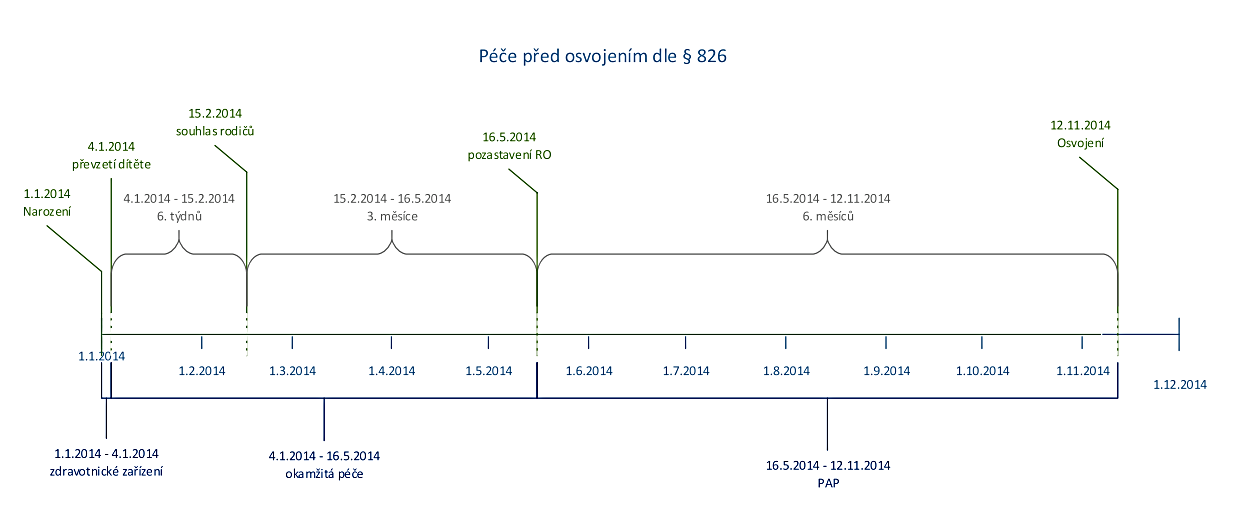 Péče před osvojením dle § 826
15.2.2014
souhlas rodičů
4.1.2014
převzetí dítěte
1.1.2014
Narození
16.5.2014
pozastavení RO
12.11.2014
Osvojení
4.1.2014 - 15.2.2014
6. týdnů
15.2.2014 - 16.5.2014
3. měsíce
16.5.2014 - 12.11.2014
6. měsíců
1.1.2014
1.2.2014
1.3.2014
1.4.2014
1.5.2014
1.6.2014
1.7.2014
1.8.2014
1.9.2014
1.10.2014
1.11.2014
1.12.2014
1.1.2014 - 4.1.2014
zdravotnické zařízení
4.1.2014 - 16.5.2014
okamžitá péče
16.5.2014 - 12.11.2014
PAP